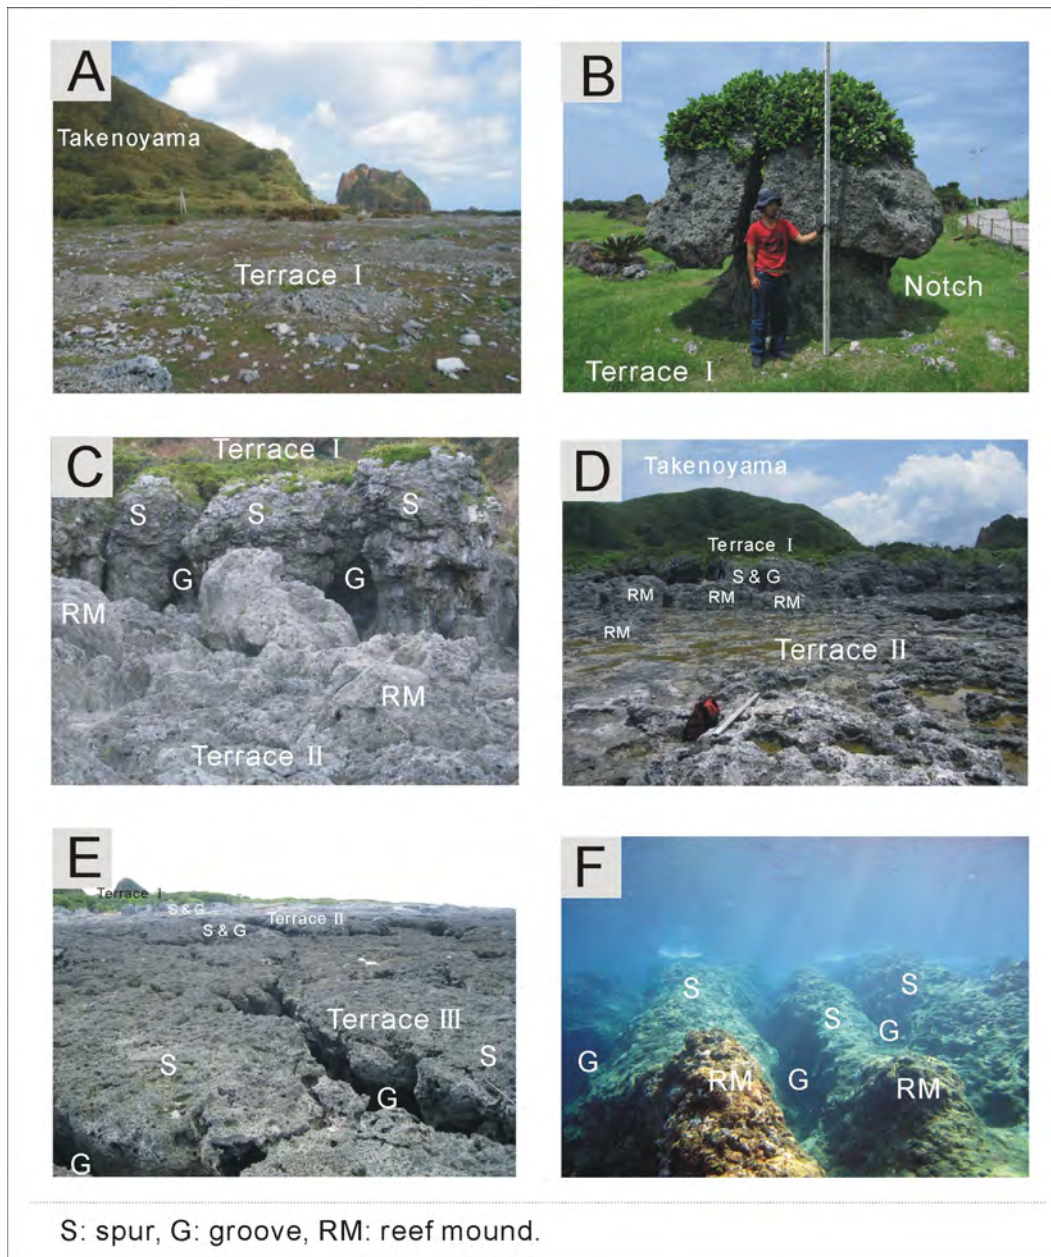 A
Takenoyama
Terrace I
B
Notch
Terrace I
C
Terrace I
S
S
S
G
G
RM
RM
Terrace II
D
Takenoyama
Terrace I
S & G
RM
RM
RM
RM
Terrace II
E
Terrace I
S & G
Terrace II
S & G
Terrace III
S
S
G
G
F
S
S
S
G
G
G
RM
RM
S: spur, G: groove, RM: reef mound.